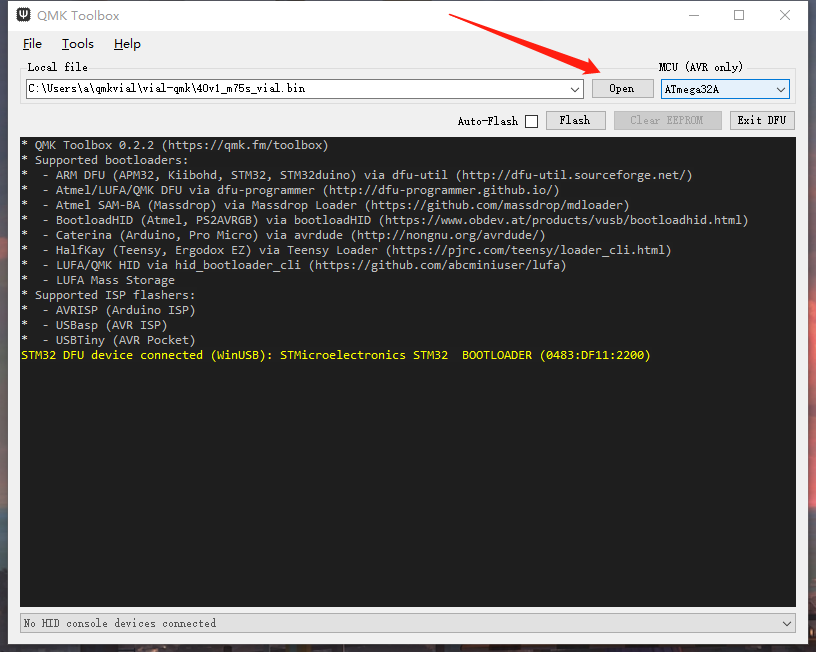 QMK Toolbox
File Tools Help
Local file MCU (AVR only)
C:\Users\a\qmkvial\vial-qmk\40v1_m75s_vial.bin Open ATmega32A
Auto-Flash Flash Clear EEPROM Exit DFU
* QMK Toolbox 0.2.2 (https://qmk.fm/toolbox)
* Supported bootloaders:
* - ARM DFU (APM32, Kiibohd, STM32, STM32duino) via dfu-util (http://dfu-util.sourceforge.net/)
* - Atmel/LUFA/QMK DFU via dfu-programmer (http://dfu-programmer.github.io/)
* - Atmel SAM-BA (Massdrop) via Massdrop Loader (https://github.com/massdrop/mdloader)
* - BootloadHID (Atmel, PS2AVRGB) via bootloadHID (https://www.obdev.at/products/vusb/bootloadhid.html)
* - Caterina (Arduino, Pro Micro) via avrdude (http://nongnu.org/avrdude/)
* - HalfKay (Teensy, Ergodox EZ) via Teensy Loader (https://pjrc.com/teensy/loader_cli.html)
* - LUFA/QMK HID via hid_bootloader_cli (https://github.com/abcminiuser/lufa)
* - LUFA Mass Storage
* Supported ISP flashers:
* - AVRISP (Arduino ISP)
* - USBasp (AVR ISP)
* - USBTiny (AVR Pocket)
STM32 DFU device connected (WinUSB): STMicroelectronics STM32  BOOTLOADER (0483:DF11:2200)
No HID console devices connected